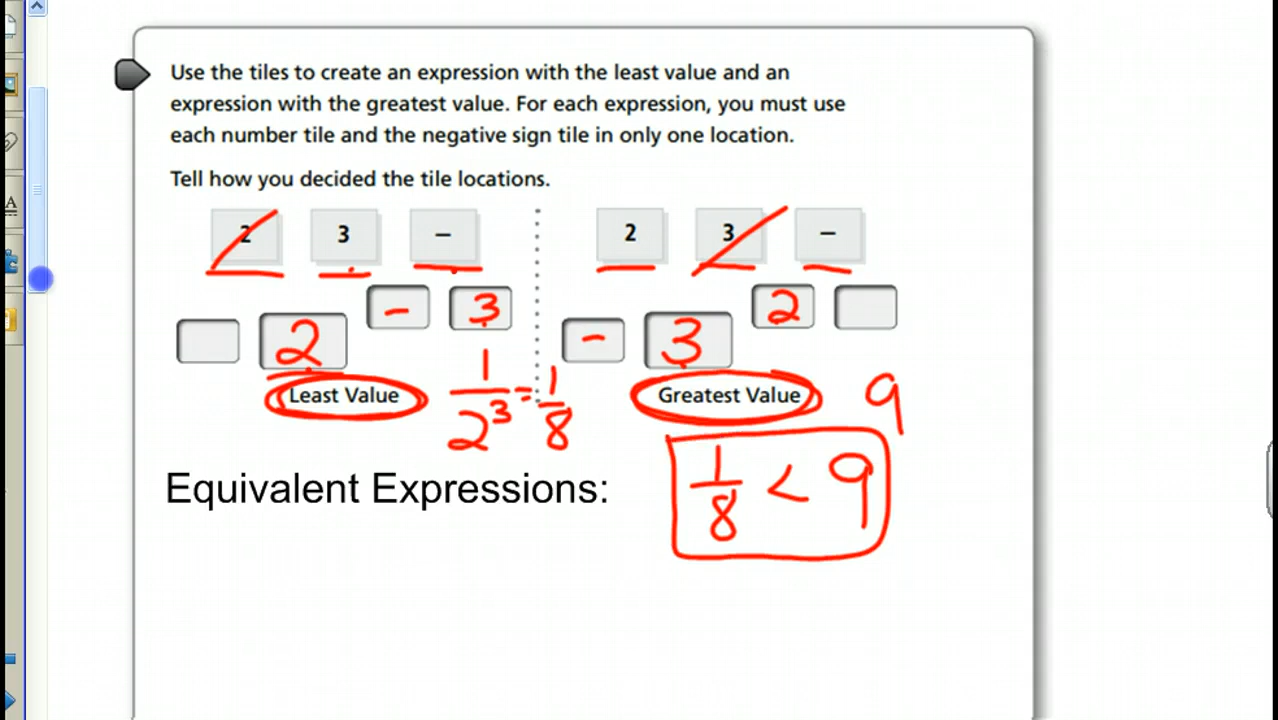 Use the tiles to create an expression with the least value and an
expression with the greatest value. For each expression, you must use
each number tile and the negative sign tile in only one location.
Tell how you decided the tile locations.
2 3 − 2 3 −
- 3 2
2 - 3
Least Value Greatest Value
1/2³ = 1/8 9
1/8 < 9
Equivalent Expressions:
A